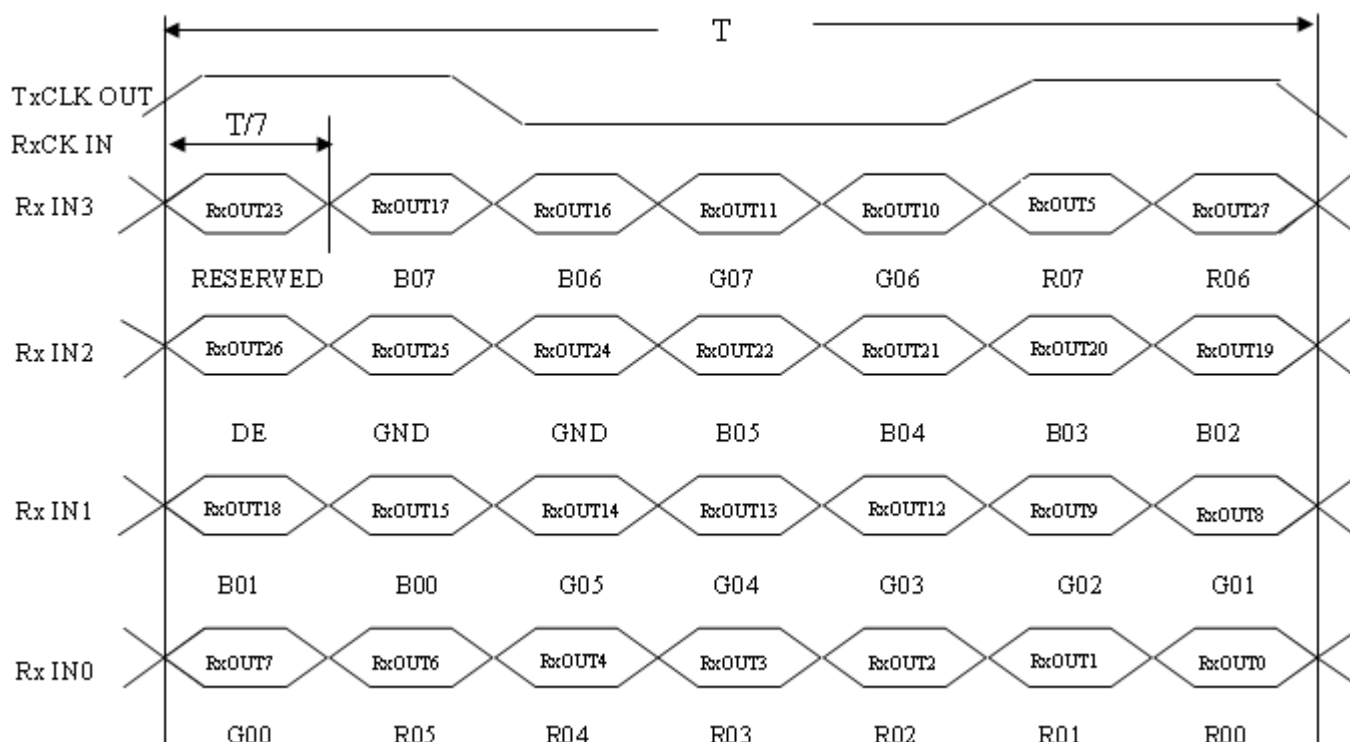 T
TxCLK OUT
T/7
RxCK IN
Rx IN3 RxOUT23 RxOUT17 RxOUT16 RxOUT11 RxOUT10 RxOUT5 RxOUT27
RESERVED B07 B06 G07 G06 R07 R06
Rx IN2 RxOUT26 RxOUT25 RxOUT24 RxOUT22 RxOUT21 RxOUT20 RxOUT19
DE GND GND B05 B04 B03 B02
Rx IN1 RxOUT18 RxOUT15 RxOUT14 RxOUT13 RxOUT12 RxOUT9 RxOUT8
B01 B00 G05 G04 G03 G02 G01
Rx IN0 RxOUT7 RxOUT6 RxOUT4 RxOUT3 RxOUT2 RxOUT1 RxOUT0
G00 R05 R04 R03 R02 R01 R00